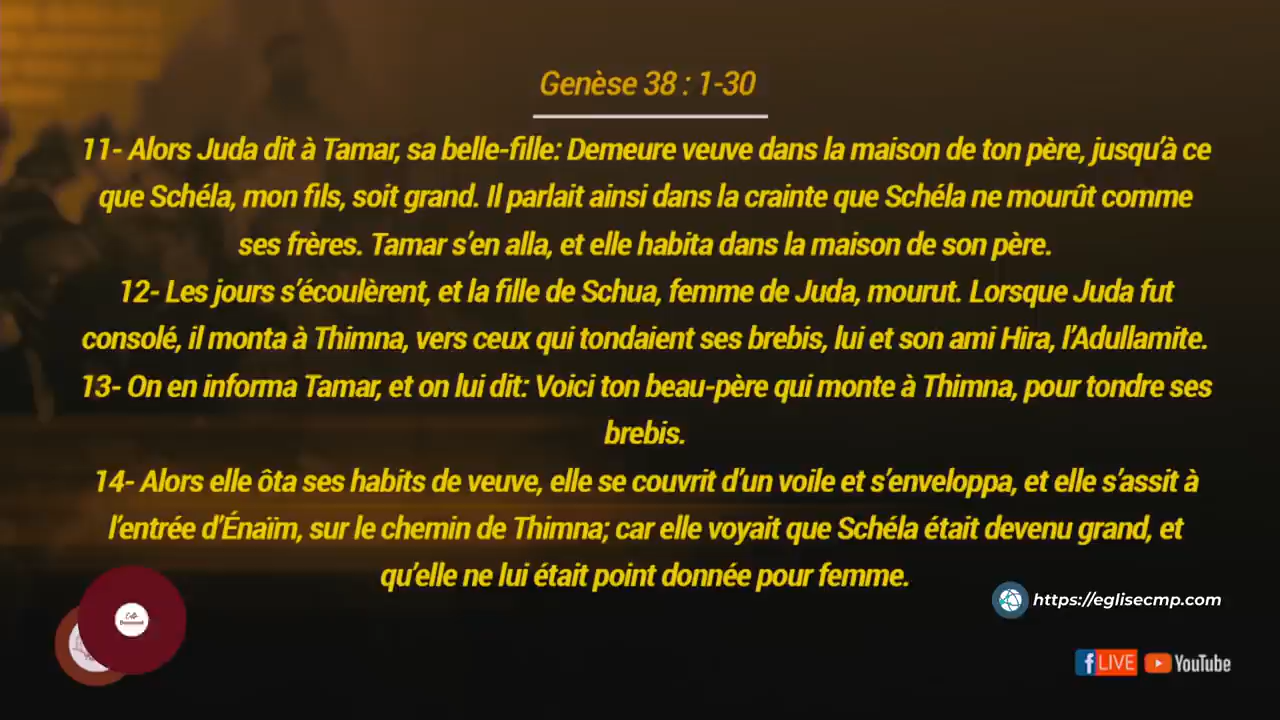 Genèse 38 : 1-30
11- Alors Juda dit à Tamar, sa belle-fille: Demeure veuve dans la maison de ton père, jusqu’à ce
que Schéla, mon fils, soit grand. Il parlait ainsi dans la crainte que Schéla ne mourût comme
ses frères. Tamar s’en alla, et elle habita dans la maison de son père.
12- Les jours s’écoulèrent, et la fille de Schua, femme de Juda, mourut. Lorsque Juda fut
consolé, il monta à Thimna, vers ceux qui tondaient ses brebis, lui et son ami Hira, l’Adullamite.
13- On en informa Tamar, et on lui dit: Voici ton beau-père qui monte à Thimna, pour tondre ses
brebis.
14- Alors elle ôta ses habits de veuve, elle se couvrit d’un voile et s’enveloppa, et elle s’assit à
l’entrée d’Énaïm, sur le chemin de Thimna; car elle voyait que Schéla était devenu grand, et
qu’elle ne lui était point donnée pour femme.
https://eglisecmp.com
LIVE YouTube